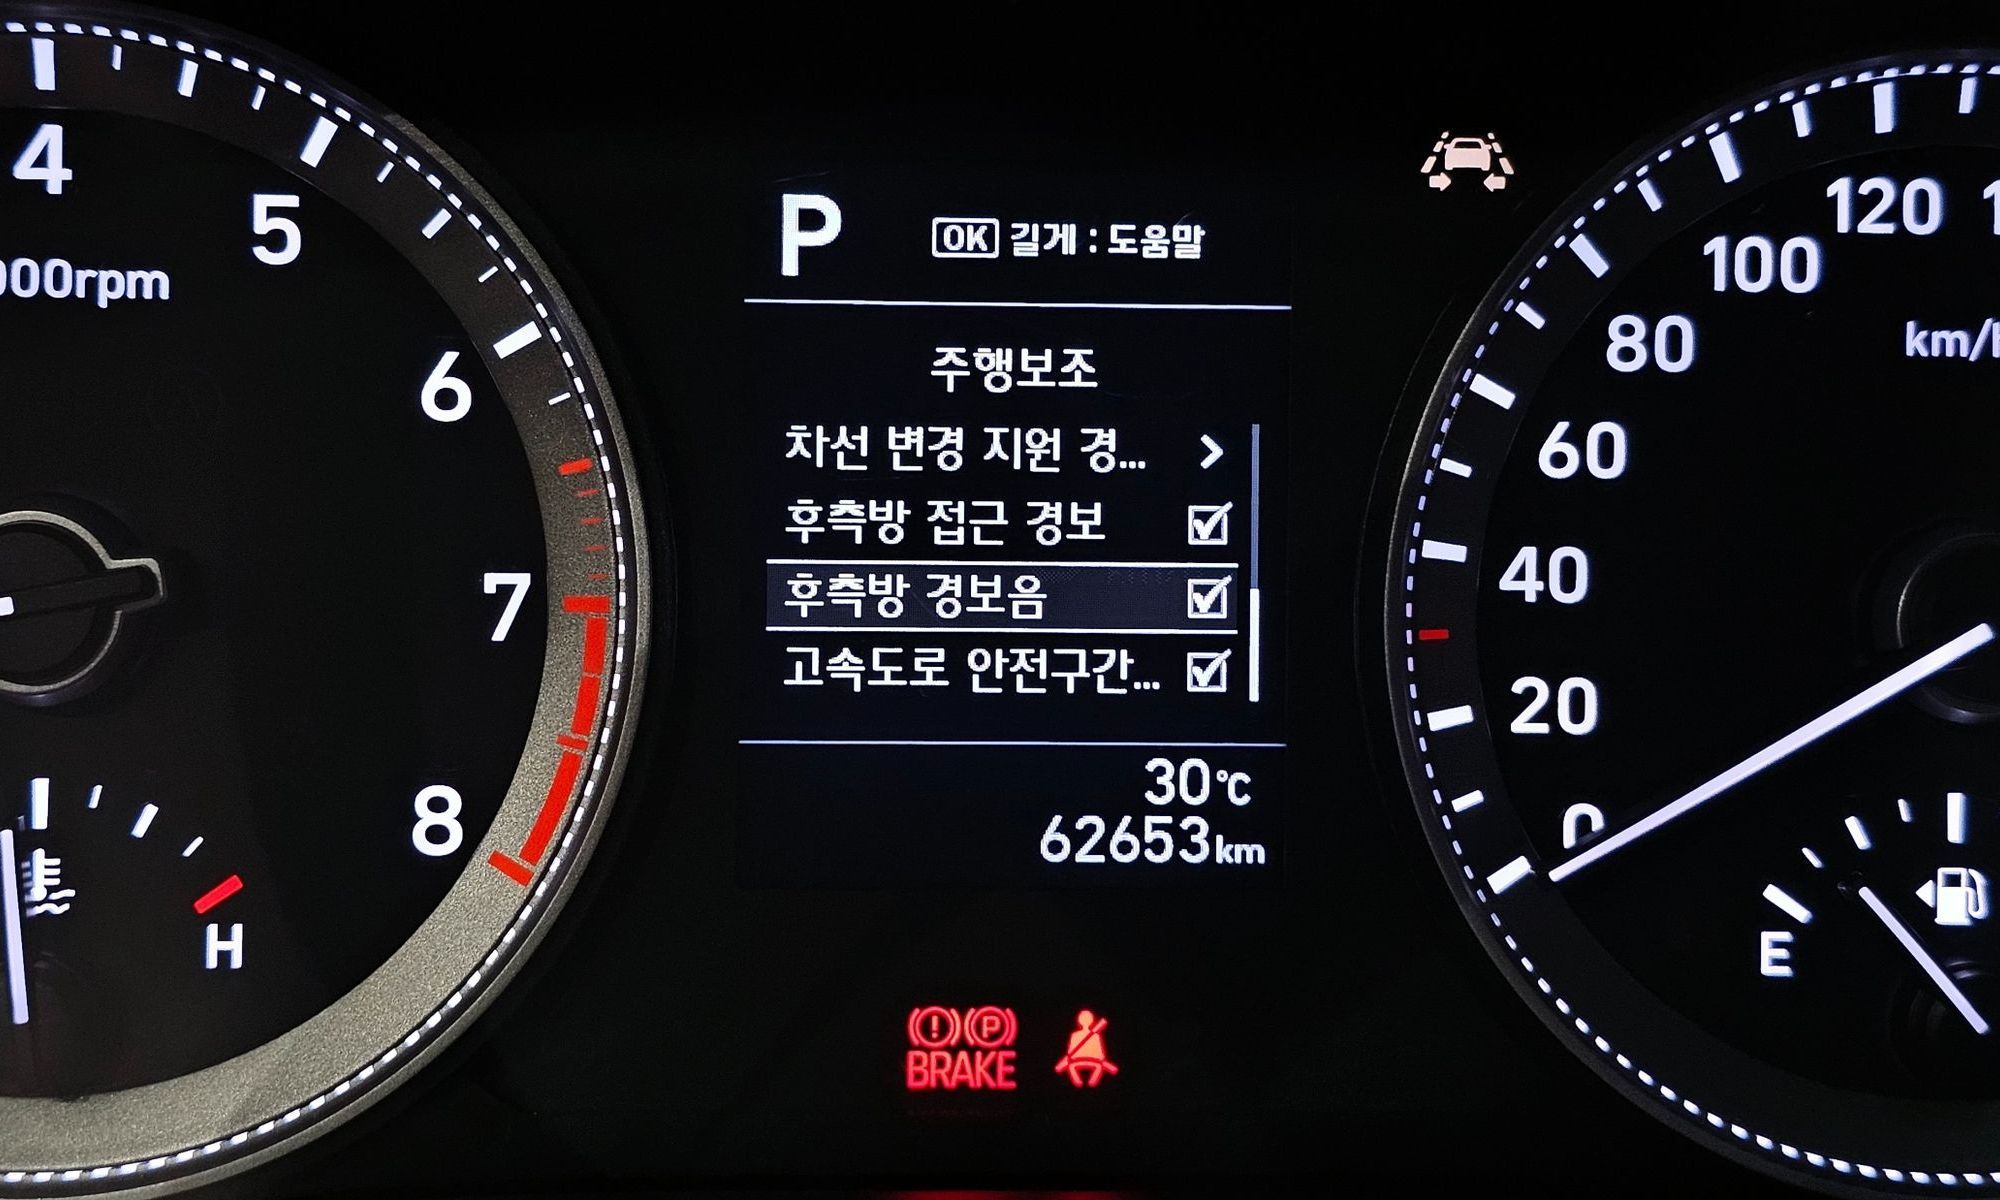 4
5
000rpm
6
7
8
H
P OK 길게 : 도움말
주행보조
차선 변경 지원 경...
후측방 접근 경보
후측방 경보음
고속도로 안전구간...
30℃
62653km
P
BRAKE
120
100
80
km/h
60
40
20
0
E